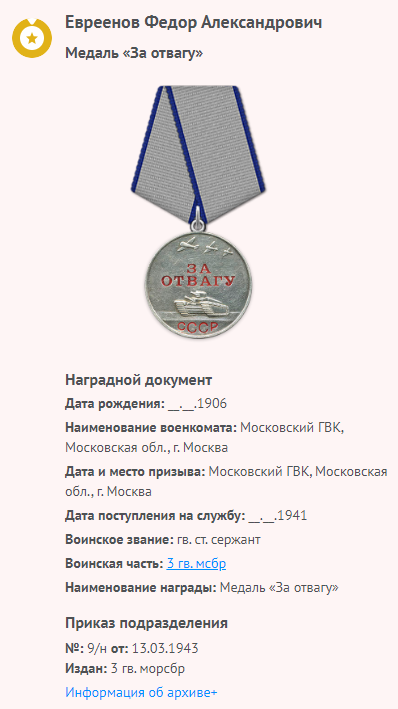 Евреенов Федор Александрович
Медаль «За отвагу»
ЗА
ОТВАГУ
СССР
Наградной документ
Дата рождения: __.__.1906
Наименование военкомата: Московский ГВК,
Московская обл., г. Москва
Дата и место призыва: Московский ГВК, Московская
обл., г. Москва
Дата поступления на службу: __.__.1941
Воинское звание: гв. ст. сержант
Воинская часть: 3 гв. мсбр
Наименование награды: Медаль «За отвагу»
Приказ подразделения
№: 9/н от: 13.03.1943
Издан: 3 гв. морсбр
Информация об архиве+